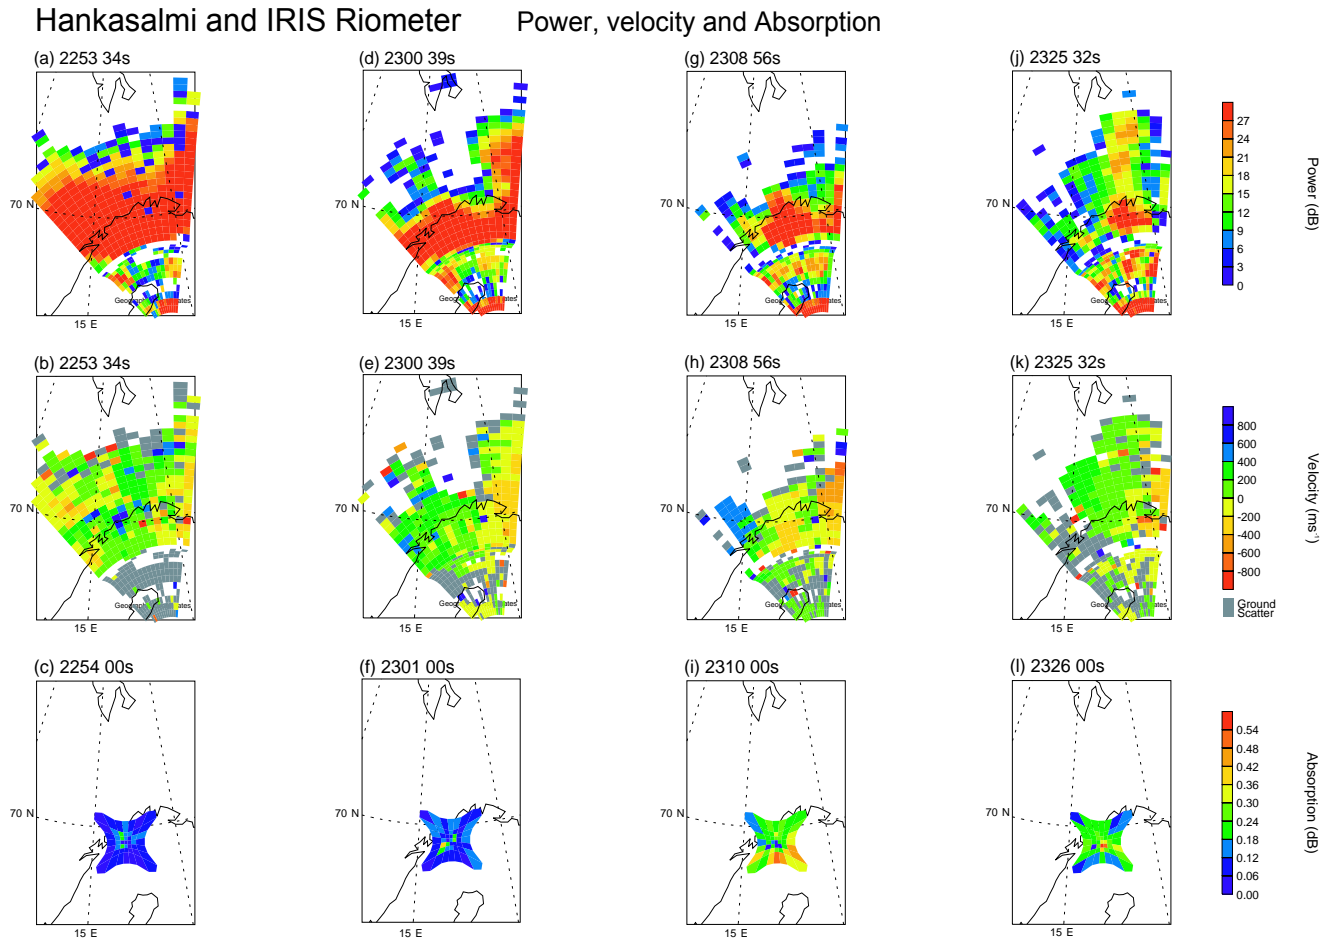 Hankasalmi and IRIS Riometer Power, velocity and Absorption
(a) 2253 34s (d) 2300 39s (g) 2308 56s (j) 2325 32s
27
24
21
18
15
12
9
6
3
0
Power (dB)
70 N 70 N 70 N 70 N
15 E 15 E 15 E 15 E
(b) 2253 34s (e) 2300 39s (h) 2308 56s (k) 2325 32s
800
600
400
200
0
-200
-400
-600
-800
Ground
Scatter
Velocity (ms⁻¹)
70 N 70 N 70 N 70 N
15 E 15 E 15 E 15 E
(c) 2254 00s (f) 2301 00s (i) 2310 00s (l) 2326 00s
0.54
0.48
0.42
0.36
0.30
0.24
0.18
0.12
0.06
0.00
Absorption (dB)
70 N 70 N 70 N 70 N
15 E 15 E 15 E 15 E